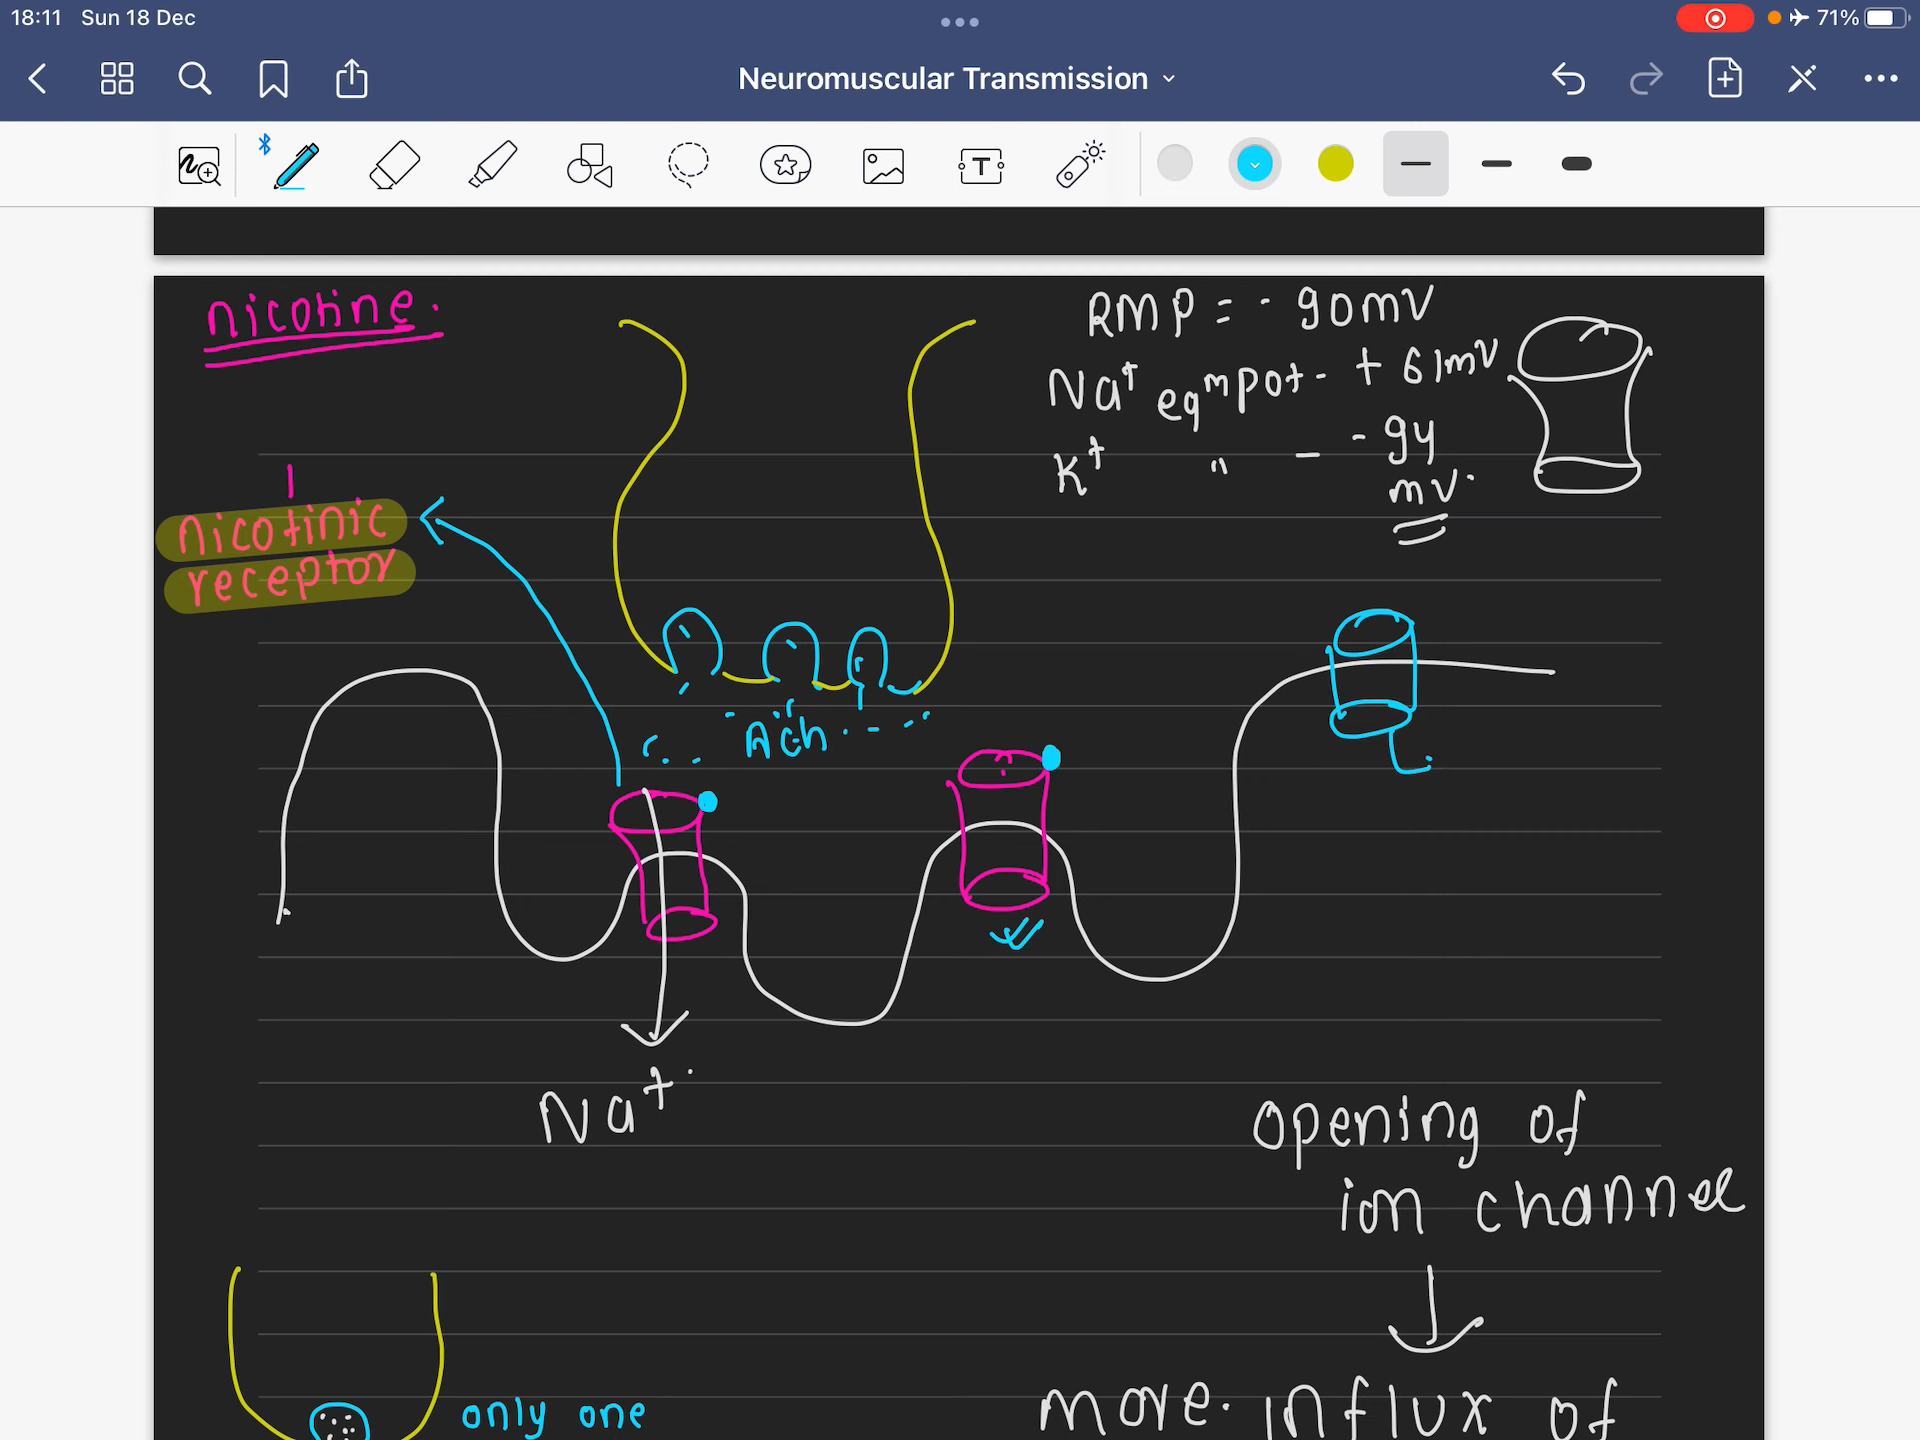 18:11 Sun 18 Dec
71%
Neuromuscular Transmission
T
nicotine.
RMP = - 90mV
Na+ eqm pot - + 61mV
K+ " - - 94
mV.
nicotinic
receptor
Ach
Na+
Opening of
ion channel
only one
more. influx of